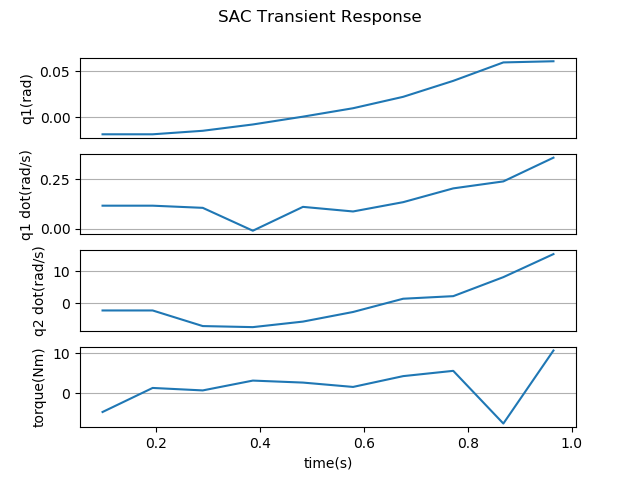 SAC Transient Response
q1(rad)
0.05
0.00
q1 dot(rad/s)
0.25
0.00
q2 dot(rad/s)
10
0
torque(Nm)
10
0
0.2 0.4 0.6 0.8 1.0
time(s)